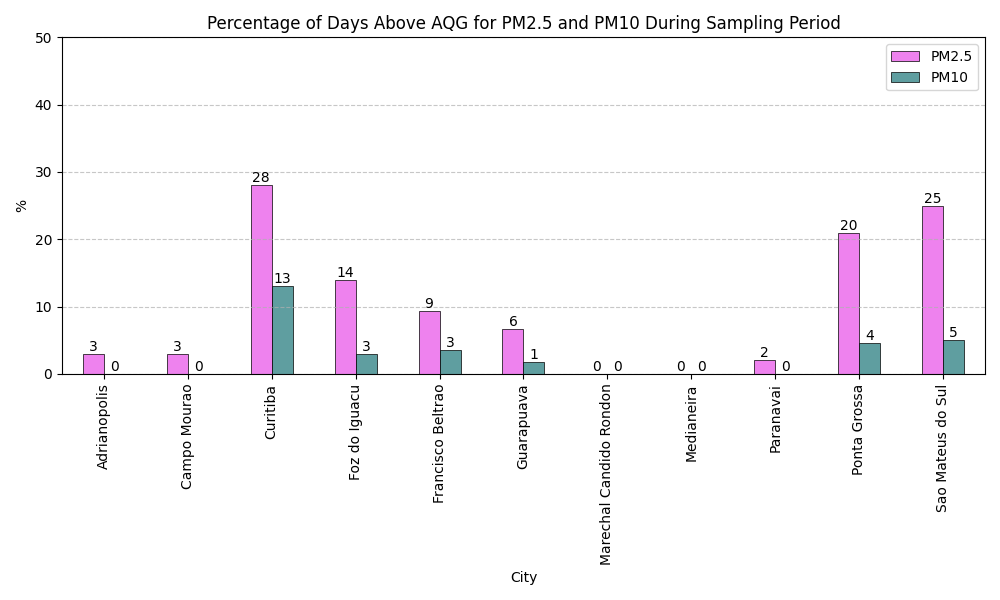 Percentage of Days Above AQG for PM2.5 and PM10 During Sampling Period
50
40
30
20
10
0
%
PM2.5
PM10
3
0
3
0
28
13
14
3
9
3
6
1
0
0
0
0
2
0
20
4
25
5
Adrianopolis
Campo Mourao
Curitiba
Foz do Iguacu
Francisco Beltrao
Guarapuava
Marechal Candido Rondon
Medianeira
Paranavai
Ponta Grossa
Sao Mateus do Sul
City